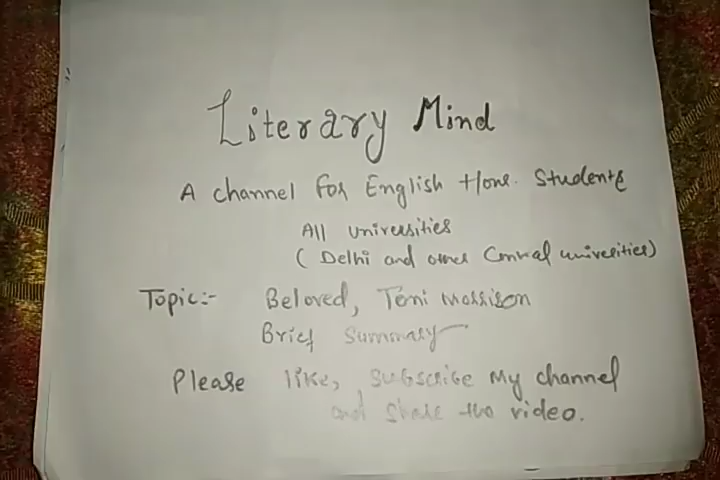 Literary Mind
A channel for English Hons. Students
All universities
( Delhi and other Central universities)
Topic:- Beloved, Toni Morrison
Brief Summary
Please like, subscribe my channel
and share the video.